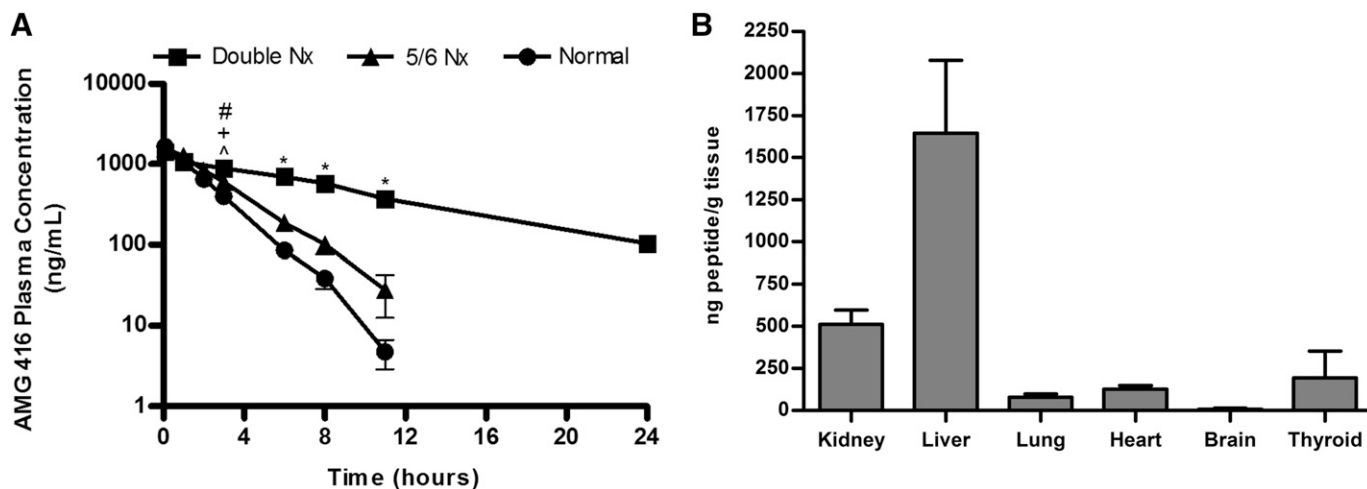 A
Double Nx 5/6 Nx Normal
AMG 416 Plasma Concentration
(ng/mL)
10000
1000
100
10
1
#
+
^
* * *
0 4 8 12 16 20 24
Time (hours)
B
ng peptide/g tissue
2250
2000
1750
1500
1250
1000
750
500
250
0
Kidney Liver Lung Heart Brain Thyroid